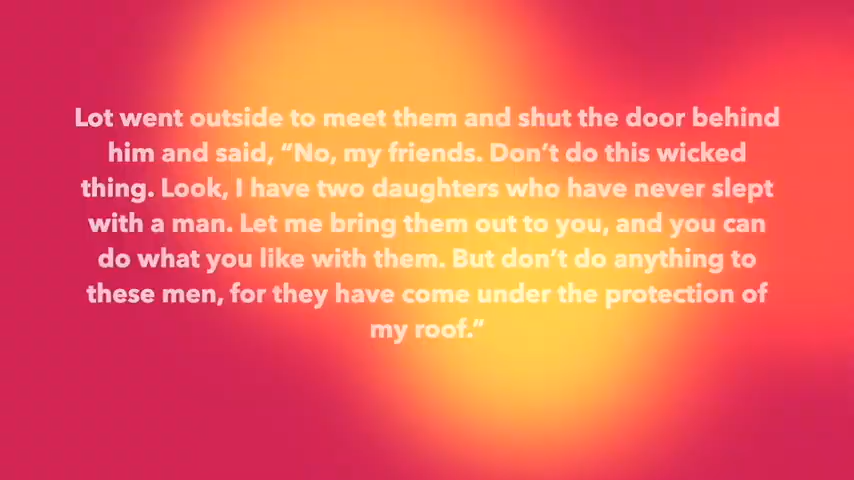 Lot went outside to meet them and shut the door behind
him and said, “No, my friends. Don’t do this wicked
thing. Look, I have two daughters who have never slept
with a man. Let me bring them out to you, and you can
do what you like with them. But don’t do anything to
these men, for they have come under the protection of
my roof.”